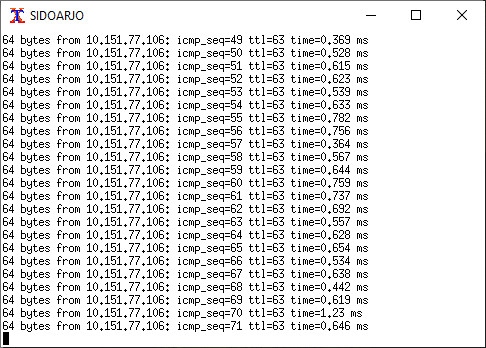 SIDOARJO
64 bytes from 10.151.77.106: icmp_seq=49 ttl=63 time=0.369 ms
64 bytes from 10.151.77.106: icmp_seq=50 ttl=63 time=0.528 ms
64 bytes from 10.151.77.106: icmp_seq=51 ttl=63 time=0.615 ms
64 bytes from 10.151.77.106: icmp_seq=52 ttl=63 time=0.623 ms
64 bytes from 10.151.77.106: icmp_seq=53 ttl=63 time=0.539 ms
64 bytes from 10.151.77.106: icmp_seq=54 ttl=63 time=0.633 ms
64 bytes from 10.151.77.106: icmp_seq=55 ttl=63 time=0.782 ms
64 bytes from 10.151.77.106: icmp_seq=56 ttl=63 time=0.756 ms
64 bytes from 10.151.77.106: icmp_seq=57 ttl=63 time=0.364 ms
64 bytes from 10.151.77.106: icmp_seq=58 ttl=63 time=0.567 ms
64 bytes from 10.151.77.106: icmp_seq=59 ttl=63 time=0.644 ms
64 bytes from 10.151.77.106: icmp_seq=60 ttl=63 time=0.759 ms
64 bytes from 10.151.77.106: icmp_seq=61 ttl=63 time=0.737 ms
64 bytes from 10.151.77.106: icmp_seq=62 ttl=63 time=0.692 ms
64 bytes from 10.151.77.106: icmp_seq=63 ttl=63 time=0.557 ms
64 bytes from 10.151.77.106: icmp_seq=64 ttl=63 time=0.628 ms
64 bytes from 10.151.77.106: icmp_seq=65 ttl=63 time=0.654 ms
64 bytes from 10.151.77.106: icmp_seq=66 ttl=63 time=0.534 ms
64 bytes from 10.151.77.106: icmp_seq=67 ttl=63 time=0.638 ms
64 bytes from 10.151.77.106: icmp_seq=68 ttl=63 time=0.442 ms
64 bytes from 10.151.77.106: icmp_seq=69 ttl=63 time=0.619 ms
64 bytes from 10.151.77.106: icmp_seq=70 ttl=63 time=1.23 ms
64 bytes from 10.151.77.106: icmp_seq=71 ttl=63 time=0.646 ms